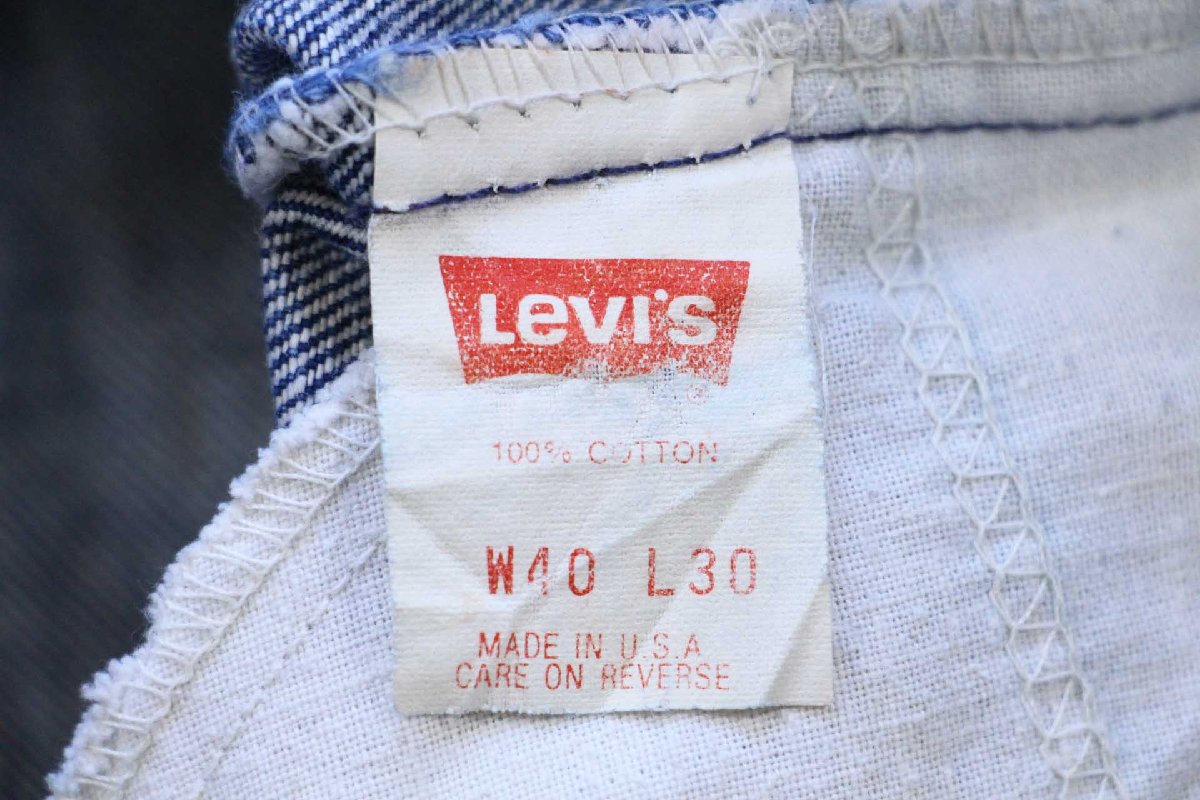 Levi's
®
100% COTTON
W40 L30
MADE IN U.S.A
CARE ON REVERSE